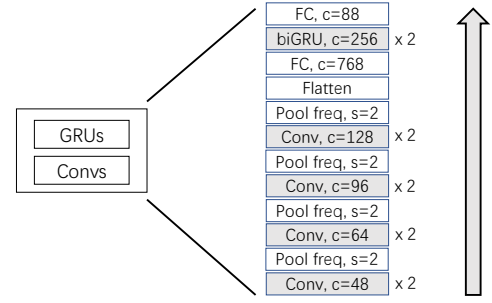 FC, c=88
biGRU, c=256 x 2
FC, c=768
Flatten
Pool freq, s=2
Conv, c=128 x 2
Pool freq, s=2
Conv, c=96 x 2
Pool freq, s=2
Conv, c=64 x 2
Pool freq, s=2
Conv, c=48 x 2
GRUs
Convs